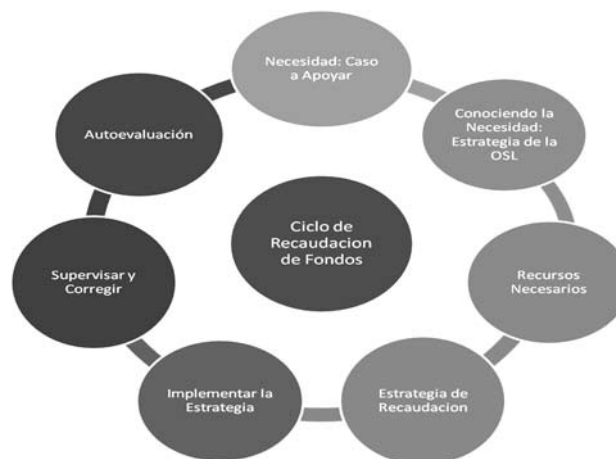 Necesidad: Caso
a Apoyar
Conociendo la
Necesidad:
Estrategia de la
OSL
Recursos
Necesarios
Estrategia de
Recaudacion
Implementar la
Estrategia
Supervisar y
Corregir
Autoevaluación
Ciclo de
Recaudacion
de Fondos